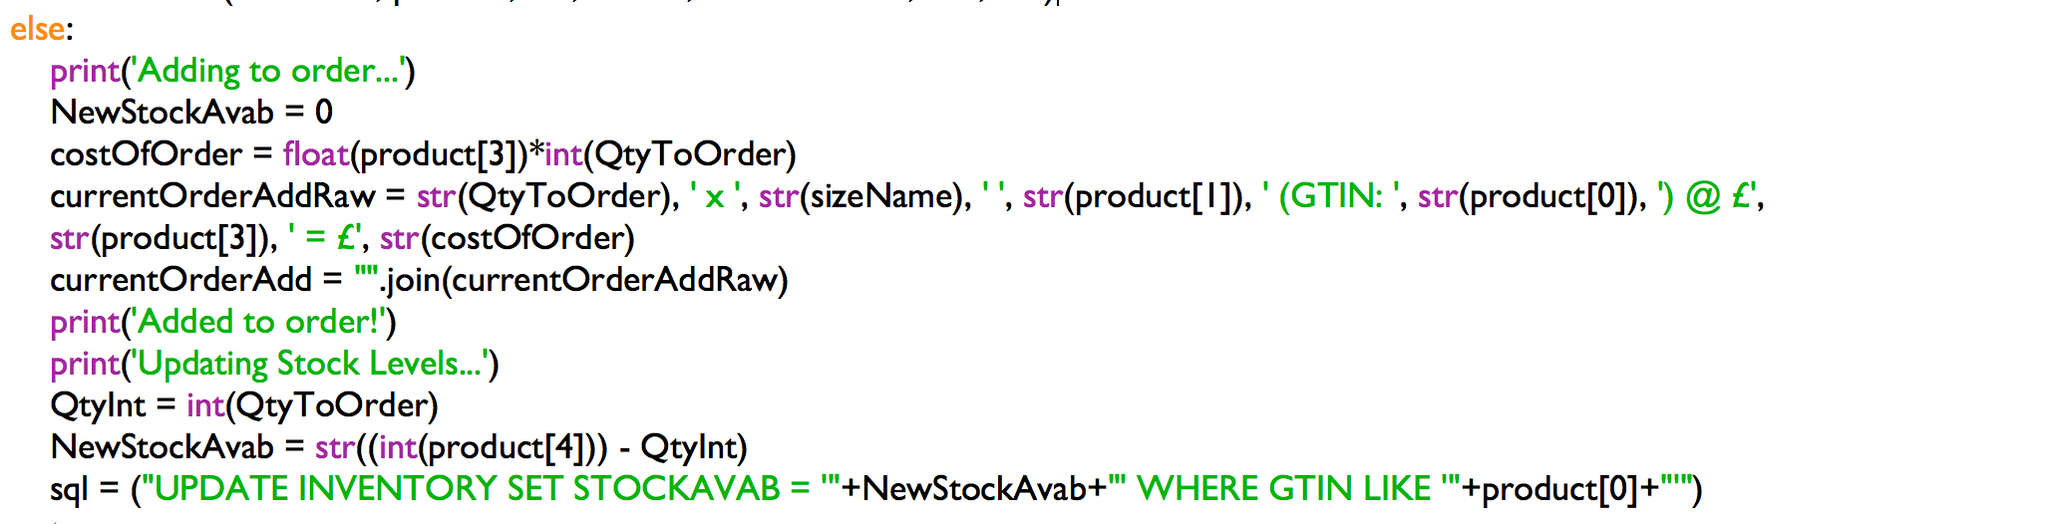 else:
print('Adding to order...')
NewStockAvab = 0
costOfOrder = float(product[3])*int(QtyToOrder)
currentOrderAddRaw = str(QtyToOrder), ' x ', str(sizeName), ' ', str(product[1]), ' (GTIN: ', str(product[0]), ') @ £',
str(product[3]), ' = £', str(costOfOrder)
currentOrderAdd = "".join(currentOrderAddRaw)
print('Added to order!')
print('Updating Stock Levels...')
QtyInt = int(QtyToOrder)
NewStockAvab = str((int(product[4])) - QtyInt)
sql = ("UPDATE INVENTORY SET STOCKAVAB = '"+NewStockAvab+"' WHERE GTIN LIKE '"+product[0]+"'")